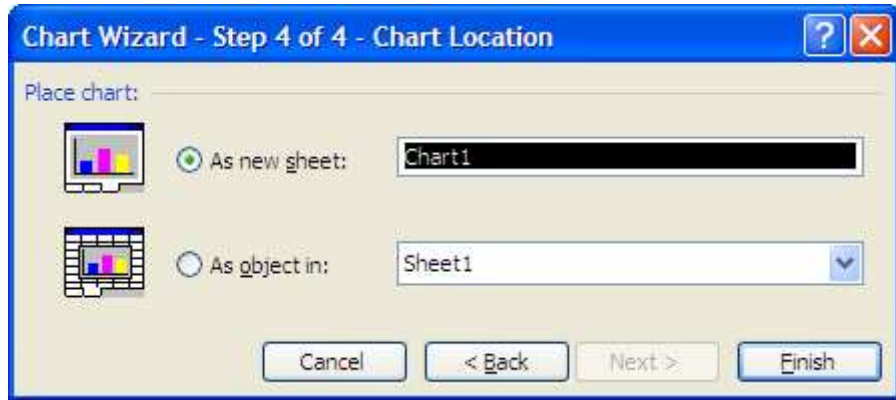 Chart Wizard - Step 4 of 4 - Chart Location
?
Place chart:
As new sheet: Chart1
As object in: Sheet1
Cancel < Back Next > Finish